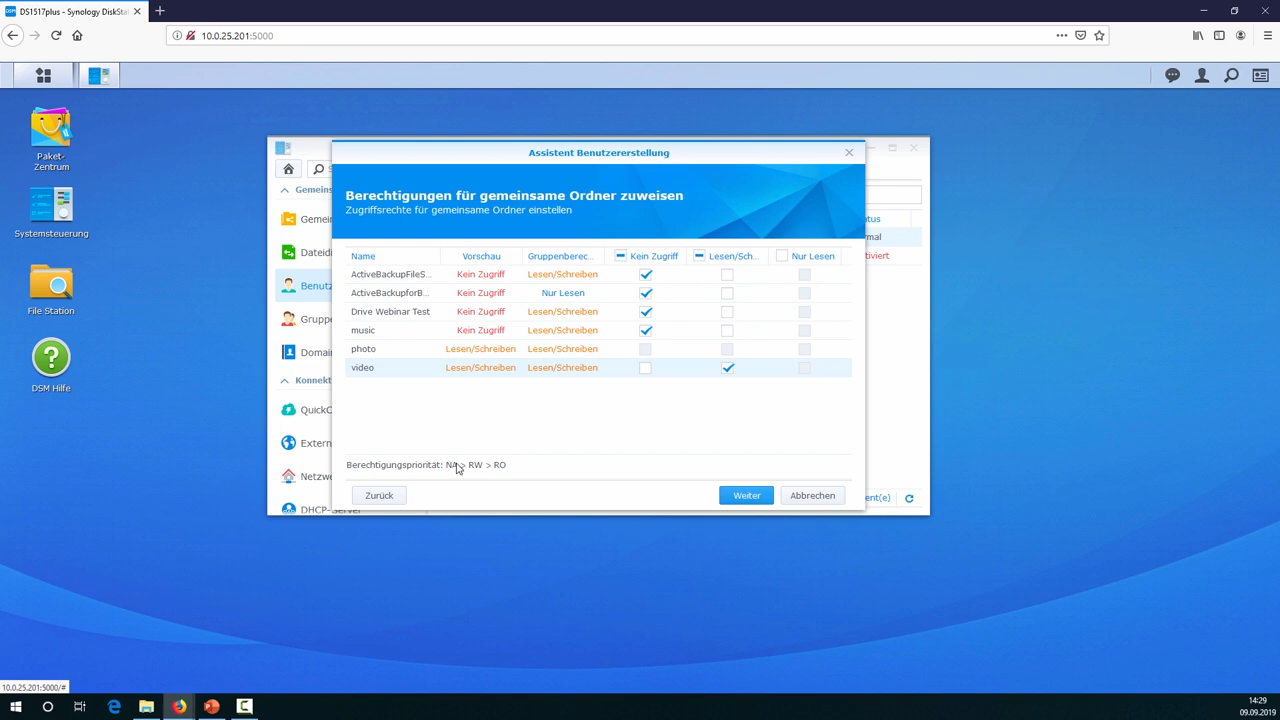 DS1517plus - Synology DiskSta
10.0.25.201:5000
Paket-
Zentrum
Systemsteuerung
File Station
DSM Hilfe
Gemeins
Gemein
Dateidi
Benutz
Gruppe
Domain
Konnekt
QuickC
Extern
Netzwe
DHCP-Server
Assistent Benutzererstellung
Berechtigungen für gemeinsame Ordner zuweisen
Zugriffsrechte für gemeinsame Ordner einstellen
Name Vorschau Gruppenberec... Kein Zugriff Lesen/Sch... Nur Lesen
ActiveBackupFileS... Kein Zugriff Lesen/Schreiben
ActiveBackupforB... Kein Zugriff Nur Lesen
Drive Webinar Test Kein Zugriff Lesen/Schreiben
music Kein Zugriff Lesen/Schreiben
photo Lesen/Schreiben Lesen/Schreiben
video Lesen/Schreiben Lesen/Schreiben
Berechtigungspriorität: NA > RW > RO
Zurück Weiter Abbrechen
atus
mal
tiviert
ent(e)
10.0.25.201:5000/#
14:29
09.09.2019